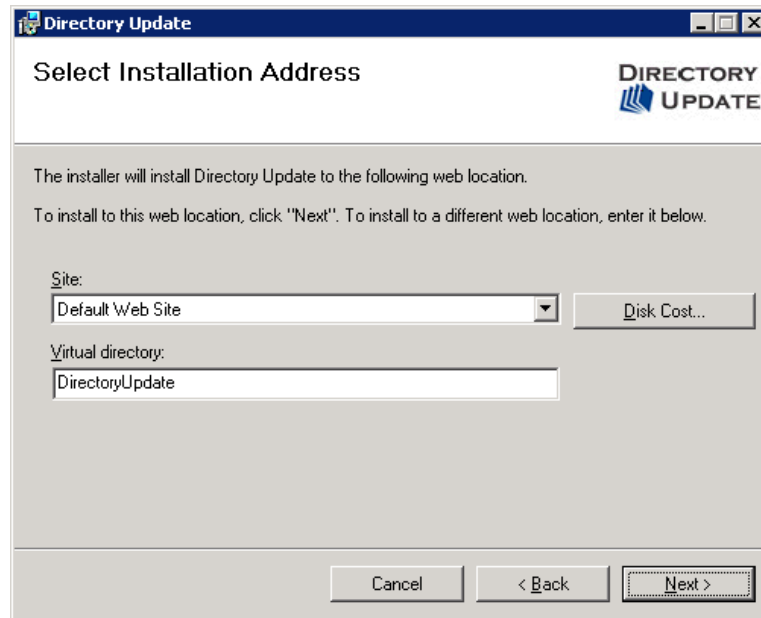 Directory Update
Select Installation Address
DIRECTORY
UPDATE
The installer will install Directory Update to the following web location.
To install to this web location, click "Next". To install to a different web location, enter it below.
Site:
Default Web Site
Disk Cost...
Virtual directory:
DirectoryUpdate
Cancel
< Back
Next >